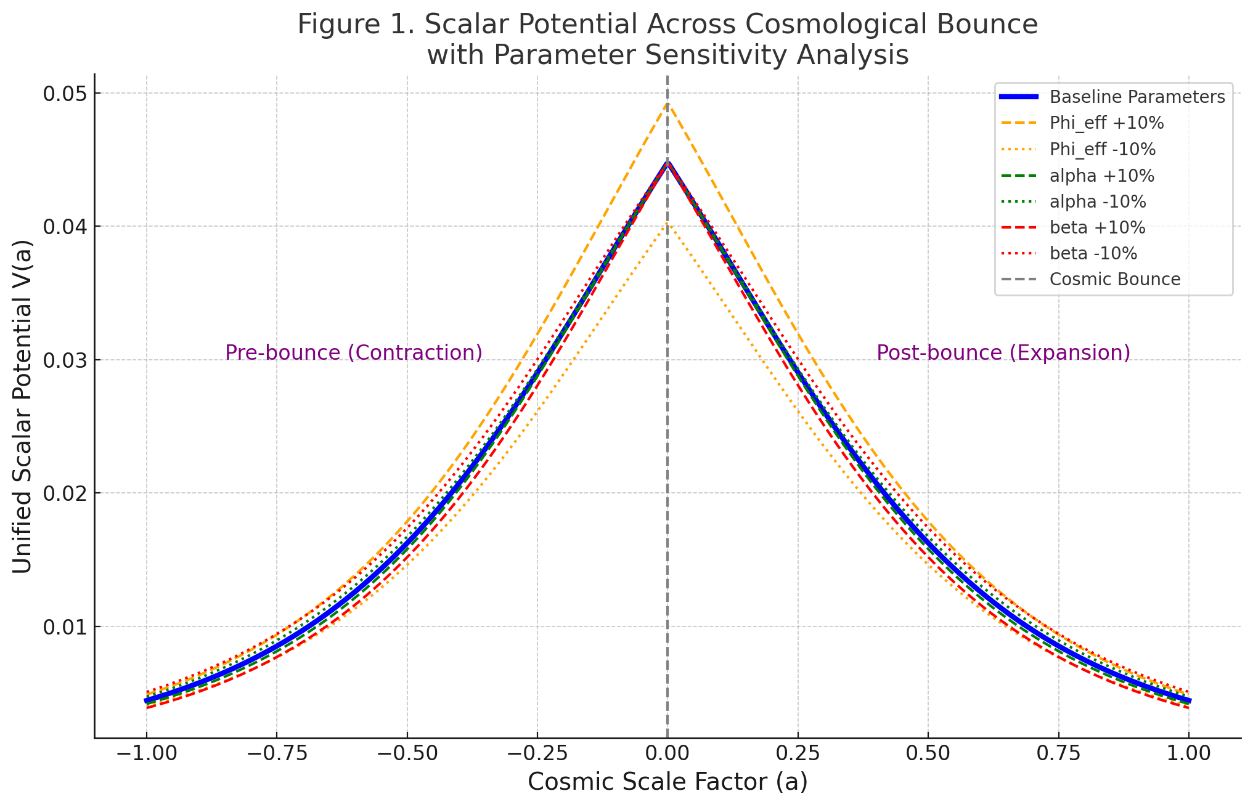 Figure 1. Scalar Potential Across Cosmological Bounce
with Parameter Sensitivity Analysis
Unified Scalar Potential V(a)
0.05
0.04
0.03
0.02
0.01
Baseline Parameters
Phi_eff +10%
Phi_eff -10%
alpha +10%
alpha -10%
beta +10%
beta -10%
Cosmic Bounce
Pre-bounce (Contraction)
Post-bounce (Expansion)
−1.00 −0.75 −0.50 −0.25 0.00 0.25 0.50 0.75 1.00
Cosmic Scale Factor (a)